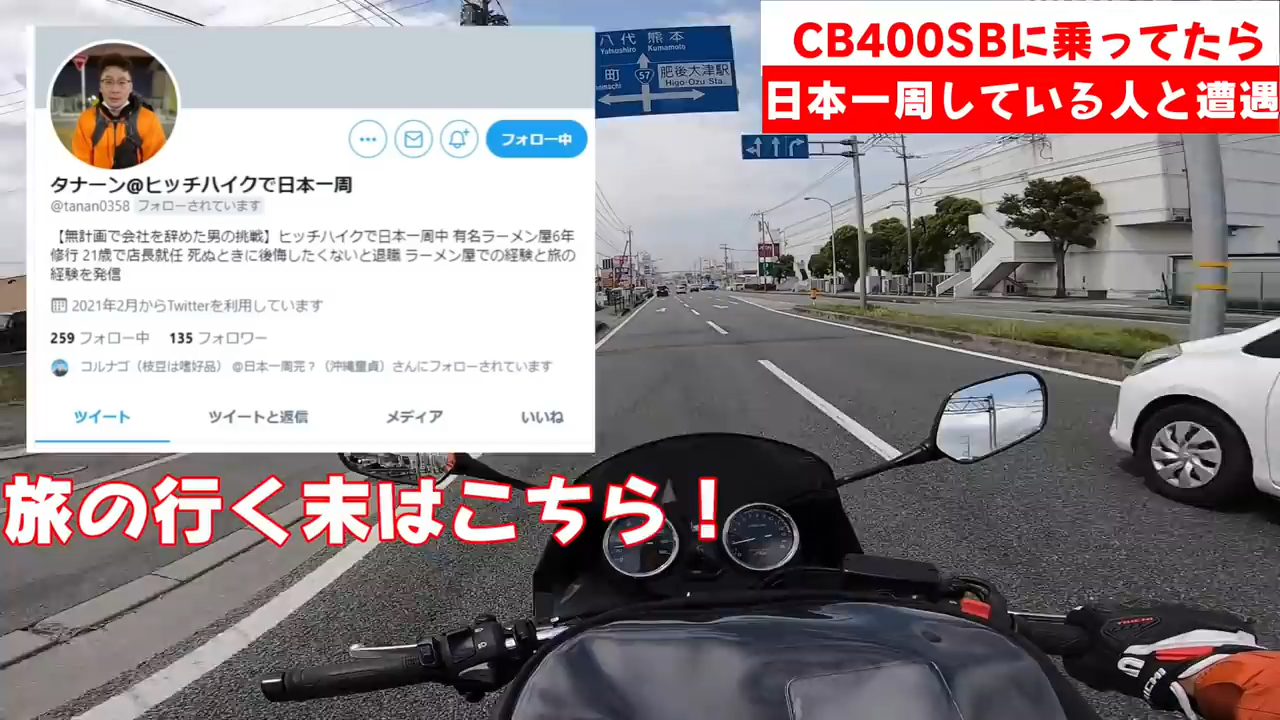 CB400SBに乗ってたら
日本一周している人と遭遇
八代 熊本
Yatsushiro Kumamoto
町
57
肥後大津駅
Higo-Ozu Sta.
フォロー中
タナーン@ヒッチハイクで日本一周
@tanan0358 フォローされています
【無計画で会社を辞めた男の挑戦】ヒッチハイクで日本一周中 有名ラーメン屋6年
修行 21歳で店長就任 死ぬときに後悔したくないと退職 ラーメン屋での経験と旅の
経験を発信
2021年2月からTwitterを利用しています
259 フォロー中 135 フォロワー
コルナゴ（枝豆は嗜好品） @日本一周完？（沖縄童貞）さんにフォローされています
ツイート ツイートと返信 メディア いいね
旅の行く末はこちら！